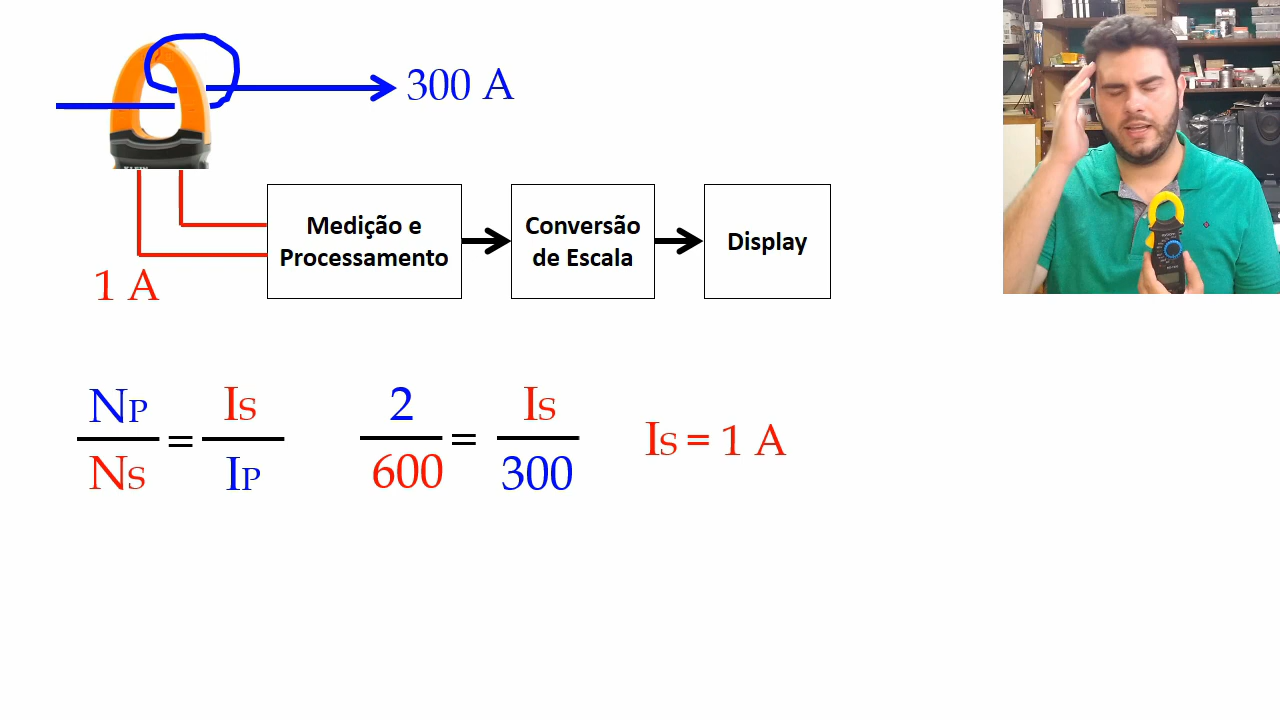 300 A
Medição e
Processamento
Conversão
de Escala
Display
1 A
NP
NS
=
IS
IP
2
600
=
IS
300
IS = 1 A